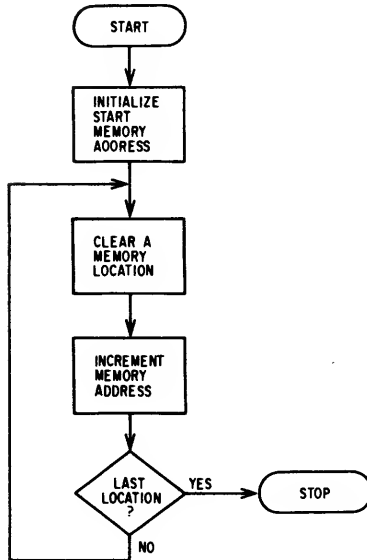 START
INITIALIZE
START
MEMORY
AOORESS
CLEAR A
MEMORY
LOCATION
INCREMENT
MEMORY
ADDRESS
LAST
LOCATION
?
YES
STOP
NO